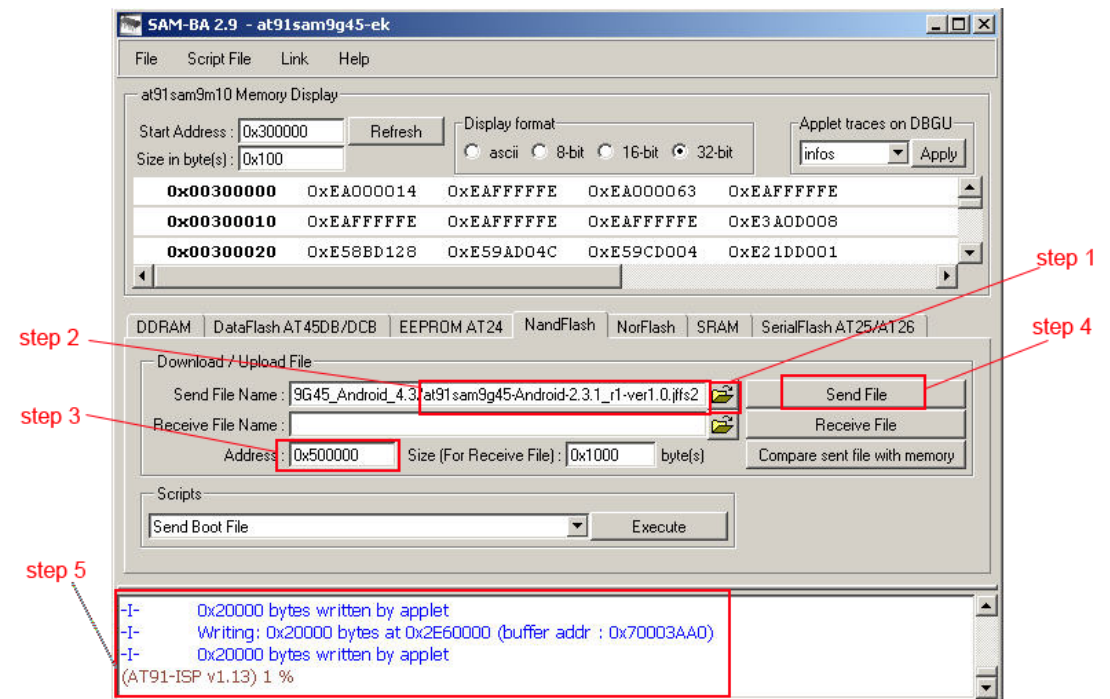 SAM-BA 2.9 - at91sam9g45-ek
File Script File Link Help
at91sam9m10 Memory Display
Start Address : 0x300000 Refresh
Size in byte(s) : 0x100
Display format
ascii 8-bit 16-bit 32-bit
Applet traces on DBGU
infos Apply
0x00300000 0xEA000014 0xEAFFFFFE 0xEA000063 0xEAFFFFFE
0x00300010 0xEAFFFFFE 0xEAFFFFFE 0xEAFFFFFE 0xE3A0D008
0x00300020 0xE58BD128 0xE59AD04C 0xE59CD004 0xE21DD001
step 1
DDRAM DataFlash AT45DB/DCB EEPROM AT24 NandFlash NorFlash SRAM SerialFlash AT25/AT26
step 2
step 4
Download / Upload File
Send File Name : 9G45_Android_4.3/at91sam9g45-Android-2.3.1_r1-ver1.0.jffs2 Send File
step 3
Receive File Name : Receive File
Address : 0x500000 Size (For Receive File) : 0x1000 byte(s) Compare sent file with memory
Scripts
Send Boot File Execute
step 5
-I- 0x20000 bytes written by applet
-I- Writing: 0x20000 bytes at 0x2E60000 (buffer addr : 0x70003AA0)
-I- 0x20000 bytes written by applet
(AT91-ISP v1.13) 1 %